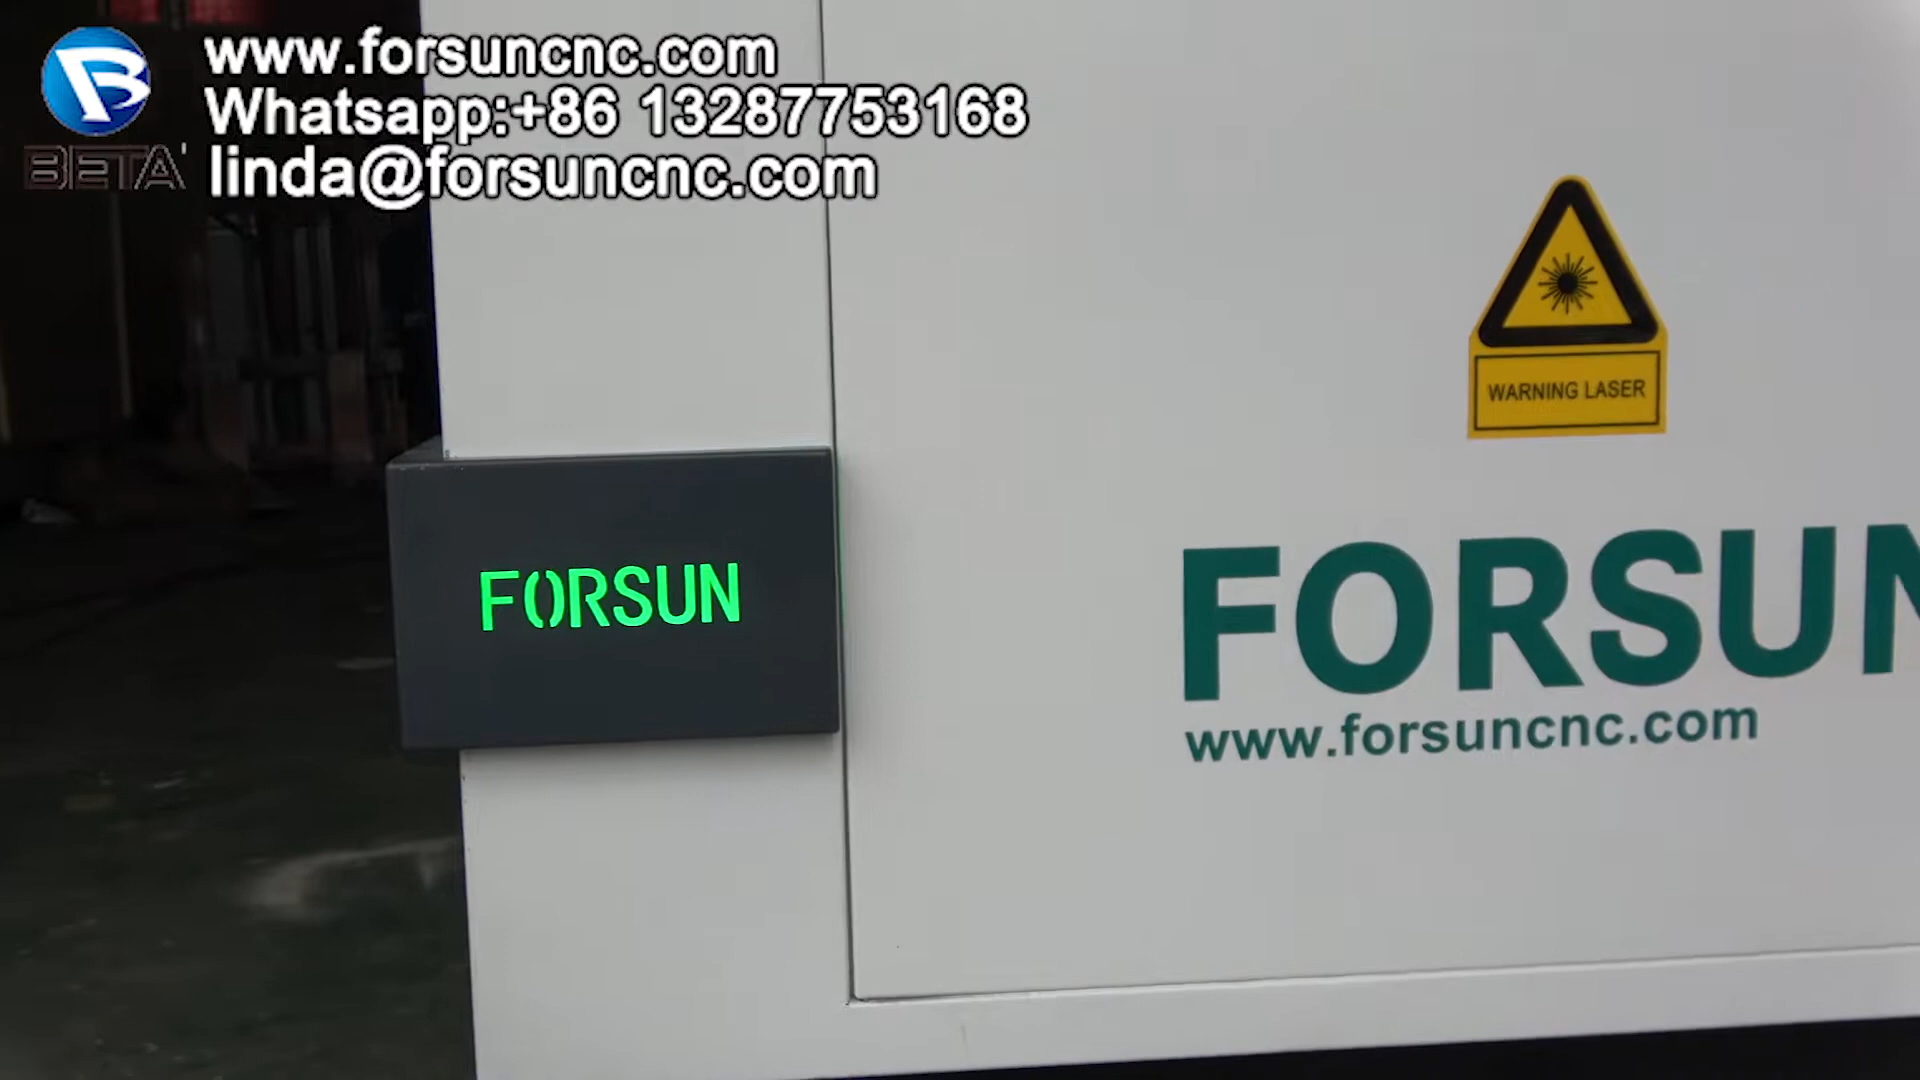 www.forsuncnc.com
Whatsapp:+86 13287753168
linda@forsuncnc.com
BETA
WARNING LASER
FORSUN
FORSUN
www.forsuncnc.com